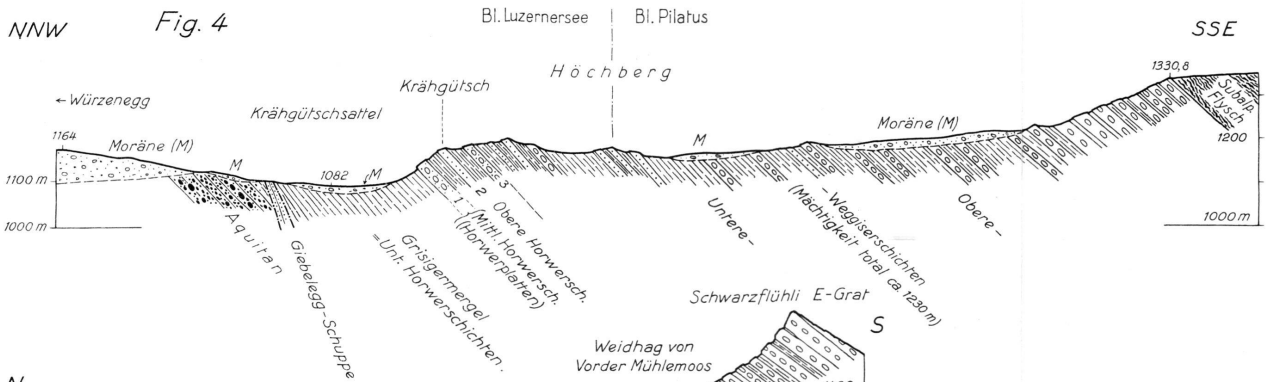 NNW
Fig. 4
Bl. Luzernersee
Bl. Pilatus
SSE
Höchberg
1330,8
Subalp.
Flysch
1200
Krähgütsch
← Würzenegg
Krähgütschsattel
1164
Moräne (M)
M
1082
M
M
Moräne (M)
1100 m
1000 m
1000 m
1
2
3
Aquitan
Giebelegg-Schuppe
Grisigermergel
=Unt. Horwerschichten.
Obere Horwersch.
(Mittl. Horwersch.
(Horwerplatten)
Untere-
-Weggiserschichten
(Mächtigkeit total ca. 1230 m)
Obere-
Schwarzflühli E-Grat
S
Weidhag von
Vorder Mühlemoos